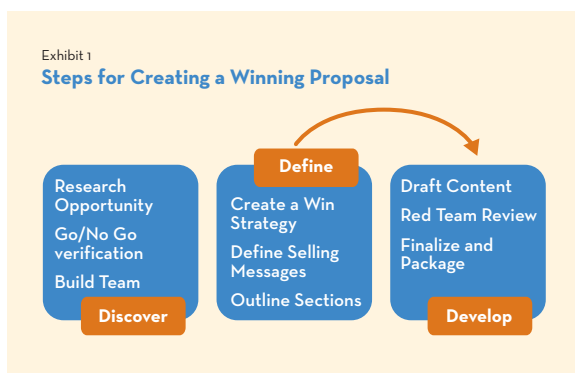 Exhibit 1
Steps for Creating a Winning Proposal
Research
Opportunity
Go/No Go
verification
Build Team
Discover
Define
Create a Win
Strategy
Define Selling
Messages
Outline Sections
Draft Content
Red Team Review
Finalize and
Package
Develop